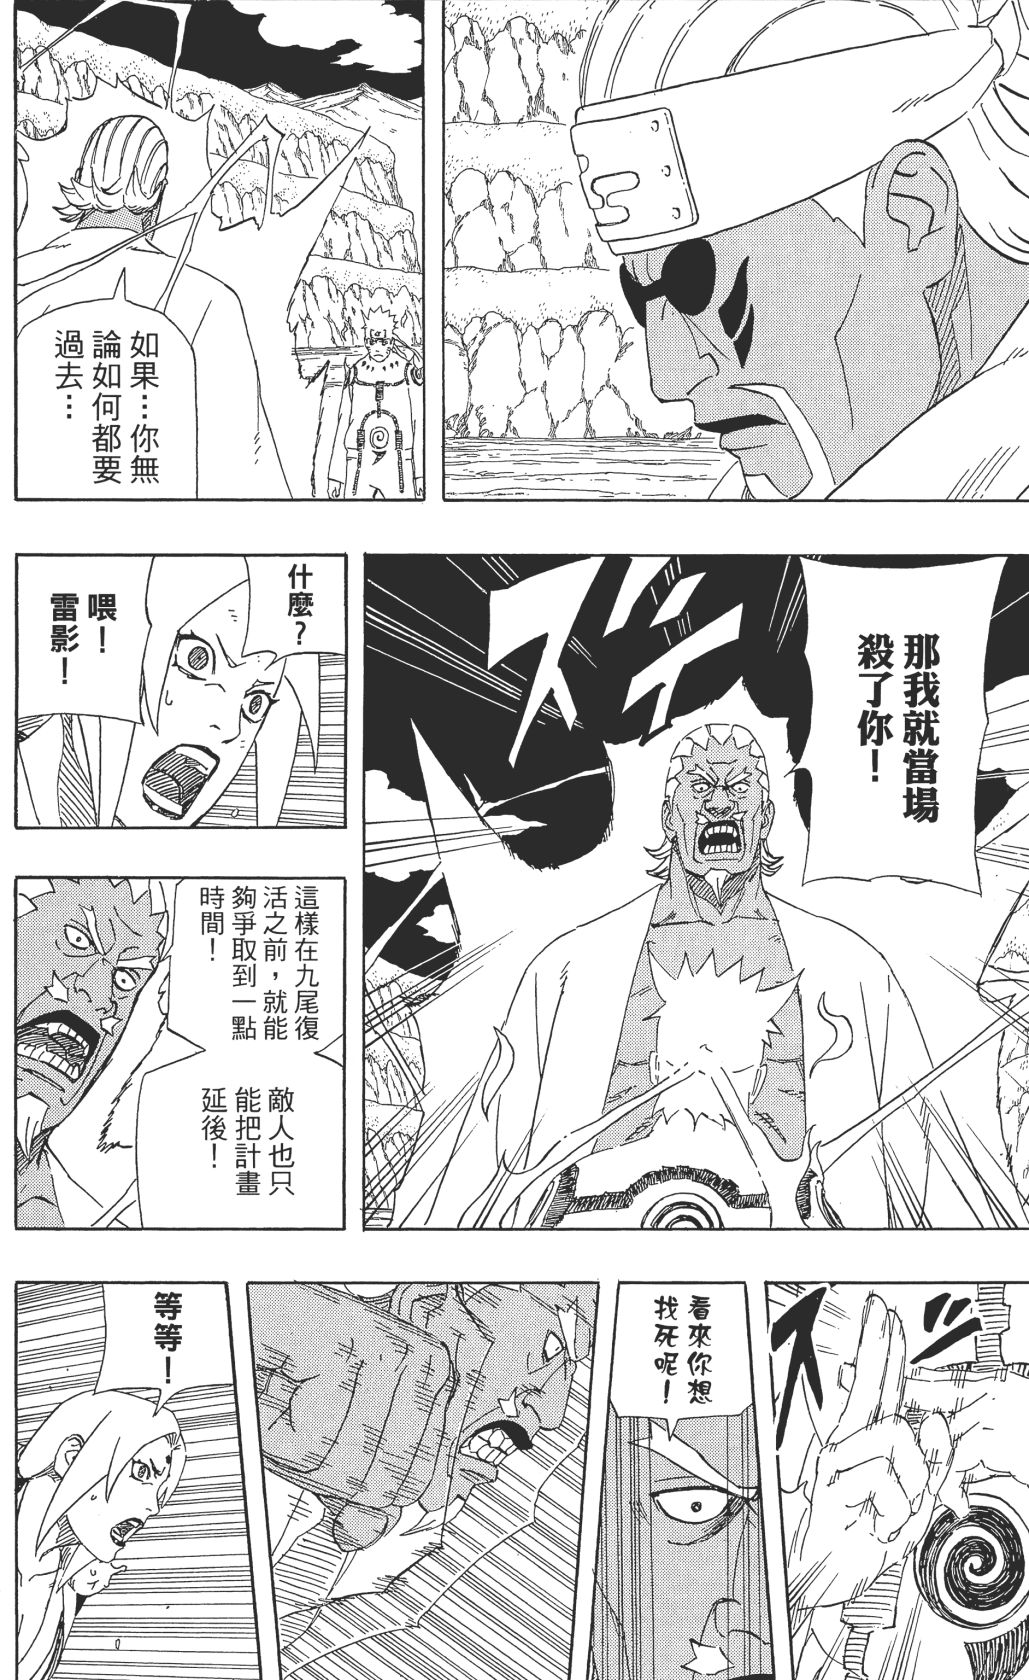 如果…你無
論如何都要
過去…
那我就當場
殺了你！
什麼？
喂！
雷影！
這樣在九尾復
活之前，就能
夠爭取到一點
時間！
敵人也只
能把計畫
延後！
看來你想
找死呢！
等等！